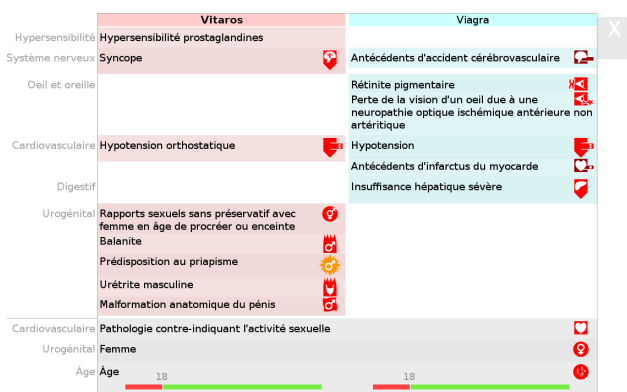 Vitaros Viagra
X
Hypersensibilité Hypersensibilité prostaglandines
Système nerveux Syncope Antécédents d'accident cérébrovasculaire
Oeil et oreille Rétinite pigmentaire
Perte de la vision d'un oeil due à une
neuropathie optique ischémique antérieure non
artéritique
Cardiovasculaire Hypotension orthostatique Hypotension
Antécédents d'infarctus du myocarde
Digestif Insuffisance hépatique sévère
Urogénital Rapports sexuels sans préservatif avec
femme en âge de procréer ou enceinte
Balanite
Prédisposition au priapisme
Urétrite masculine
Malformation anatomique du pénis
Cardiovasculaire Pathologie contre-indiquant l'activité sexuelle
Urogénital Femme
Âge Âge
18 18